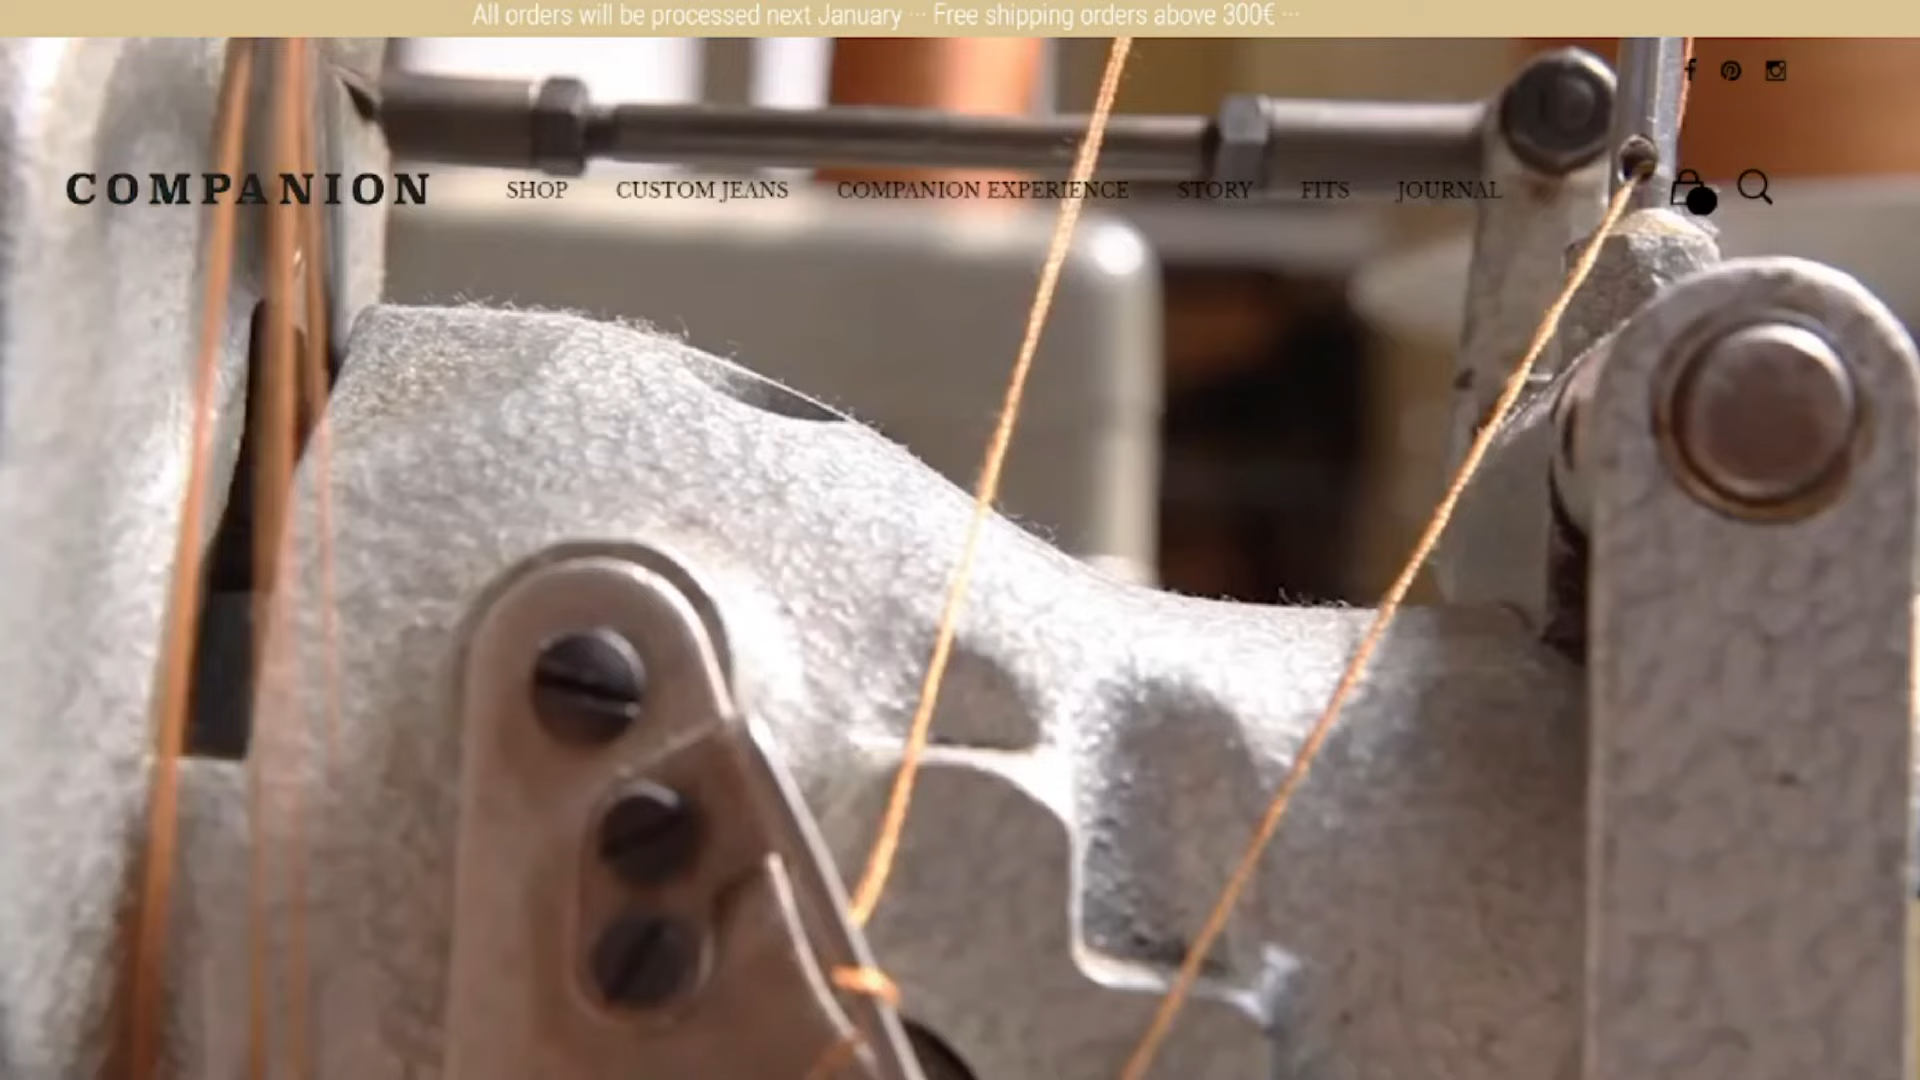 All orders will be processed next January ··· Free shipping orders above 300€ ···
COMPANION
SHOP CUSTOM JEANS COMPANION EXPERIENCE STORY FITS JOURNAL